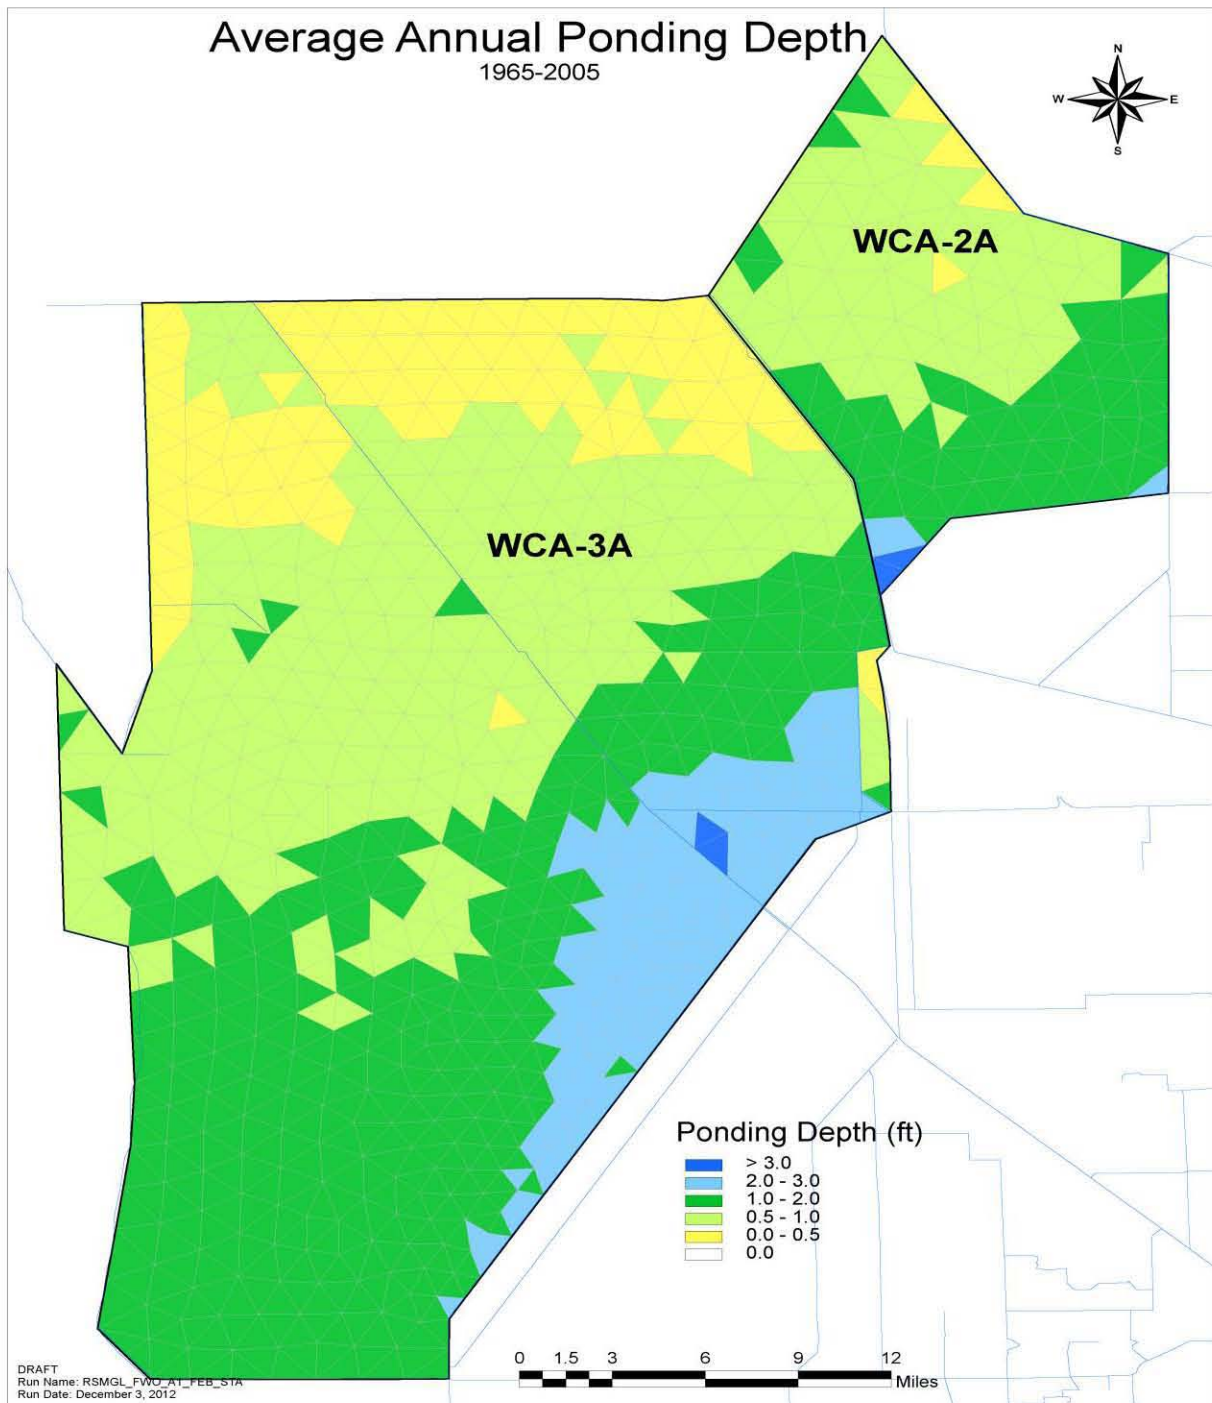 Average Annual Ponding Depth
1965-2005
N
W E
S
WCA-2A
WCA-3A
Ponding Depth (ft)
> 3.0
2.0 - 3.0
1.0 - 2.0
0.5 - 1.0
0.0 - 0.5
0.0
0 1.5 3 6 9 12
Miles
DRAFT
Run Name: RSMGL_FWO_A1_FEB_STA
Run Date: December 3, 2012